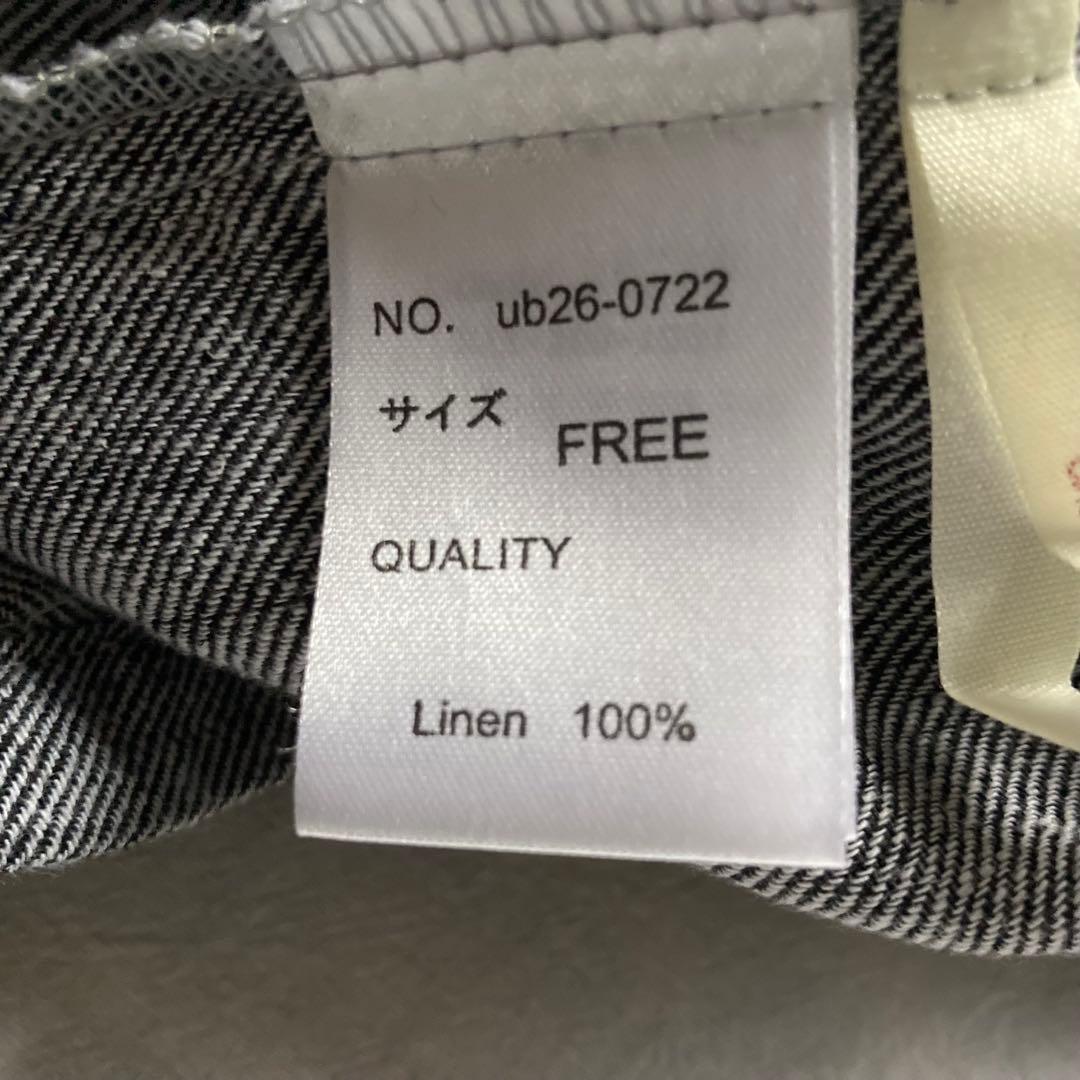 NO. ub26-0722
サイズ FREE
QUALITY
Linen 100%